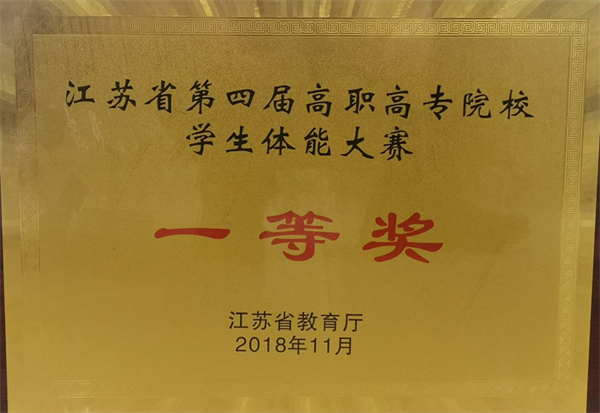 江苏省第四届高职高专院校
学生体能大赛
一等奖
江苏省教育厅
2018年11月